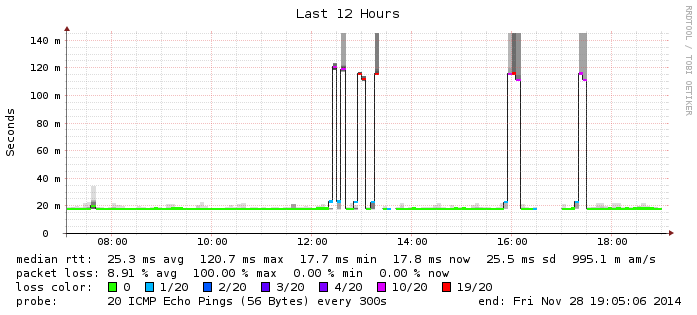 Last 12 Hours
RRDTOOL / TOBI OETIKER
Seconds
140 m
120 m
100 m
80 m
60 m
40 m
20 m
0
08:00 10:00 12:00 14:00 16:00 18:00
median rtt: 25.3 ms avg 120.7 ms max 17.7 ms min 17.8 ms now 25.5 ms sd 995.1 m am/s
packet loss: 8.91 % avg 100.00 % max 0.00 % min 0.00 % now
loss color: 0 1/20 2/20 3/20 4/20 10/20 19/20
probe: 20 ICMP Echo Pings (56 Bytes) every 300s end: Fri Nov 28 19:05:06 2014